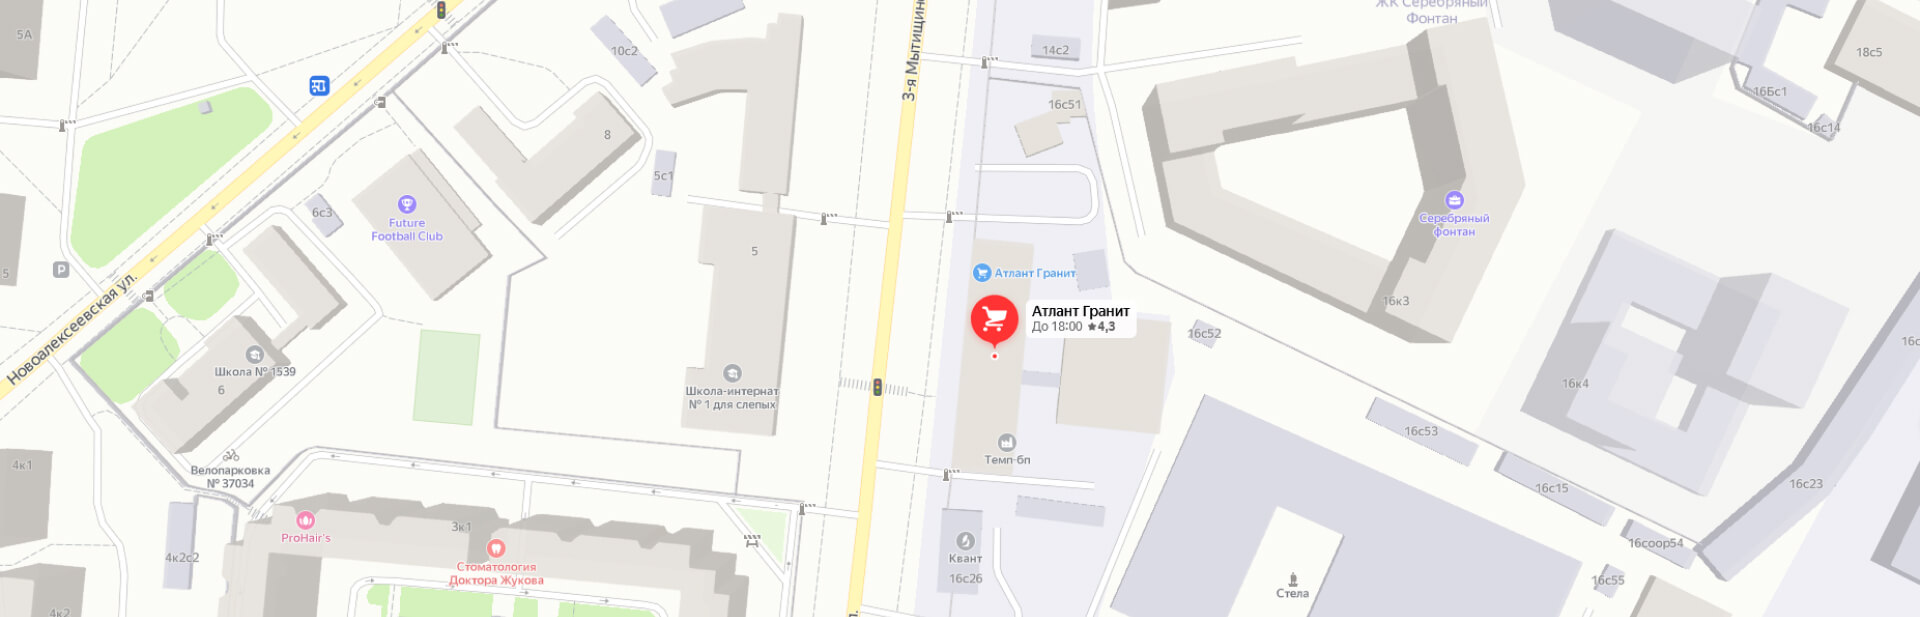 ЖК Серебряный
Фонтан
5А
10с2
14с2
18с5
3-я Мытищинс
16с51
16Бс1
16с14
8
5с1
6с3
Future
Football Club
Серебряный
фонтан
5
5
P
Атлант Гранит
Новоалексеевская ул.
16к3
Атлант Гранит
До 18:00 ★4,3
16с52
Школа № 1539
6
Школа-интернат
№ 1 для слепых
16к4
16с
16с53
4к1
Велопарковка
№ 37034
Темп-бп
16с15
16с23
3к1
ProHair's
4к2с2
Стоматология
Доктора Жукова
Квант
16с26
16соор54
16с55
Стела
4к2